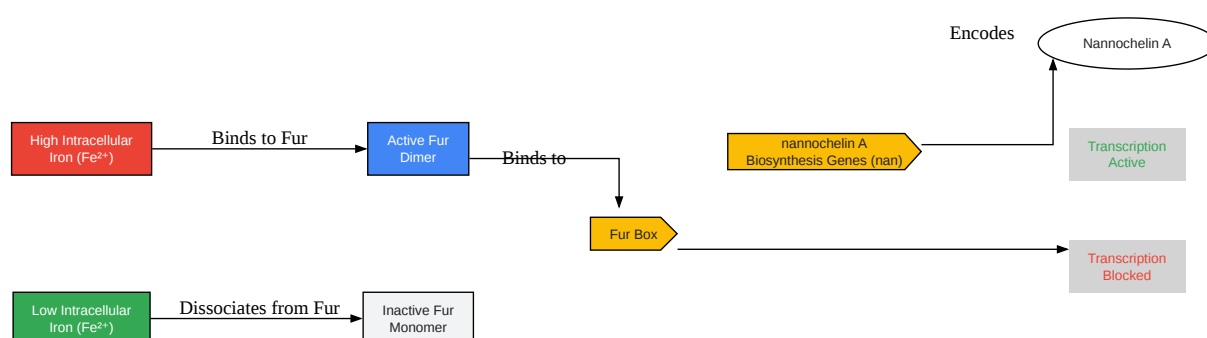 Encodes
Nannochelin A
High Intracellular
Iron (Fe²⁺)
Binds to Fur
Active Fur
Dimer
Binds to
nannochelin A
Biosynthesis Genes (nan)
Transcription
Active
Fur Box
Transcription
Blocked
Low Intracellular
Iron (Fe²⁺)
Dissociates from Fur
Inactive Fur
Monomer